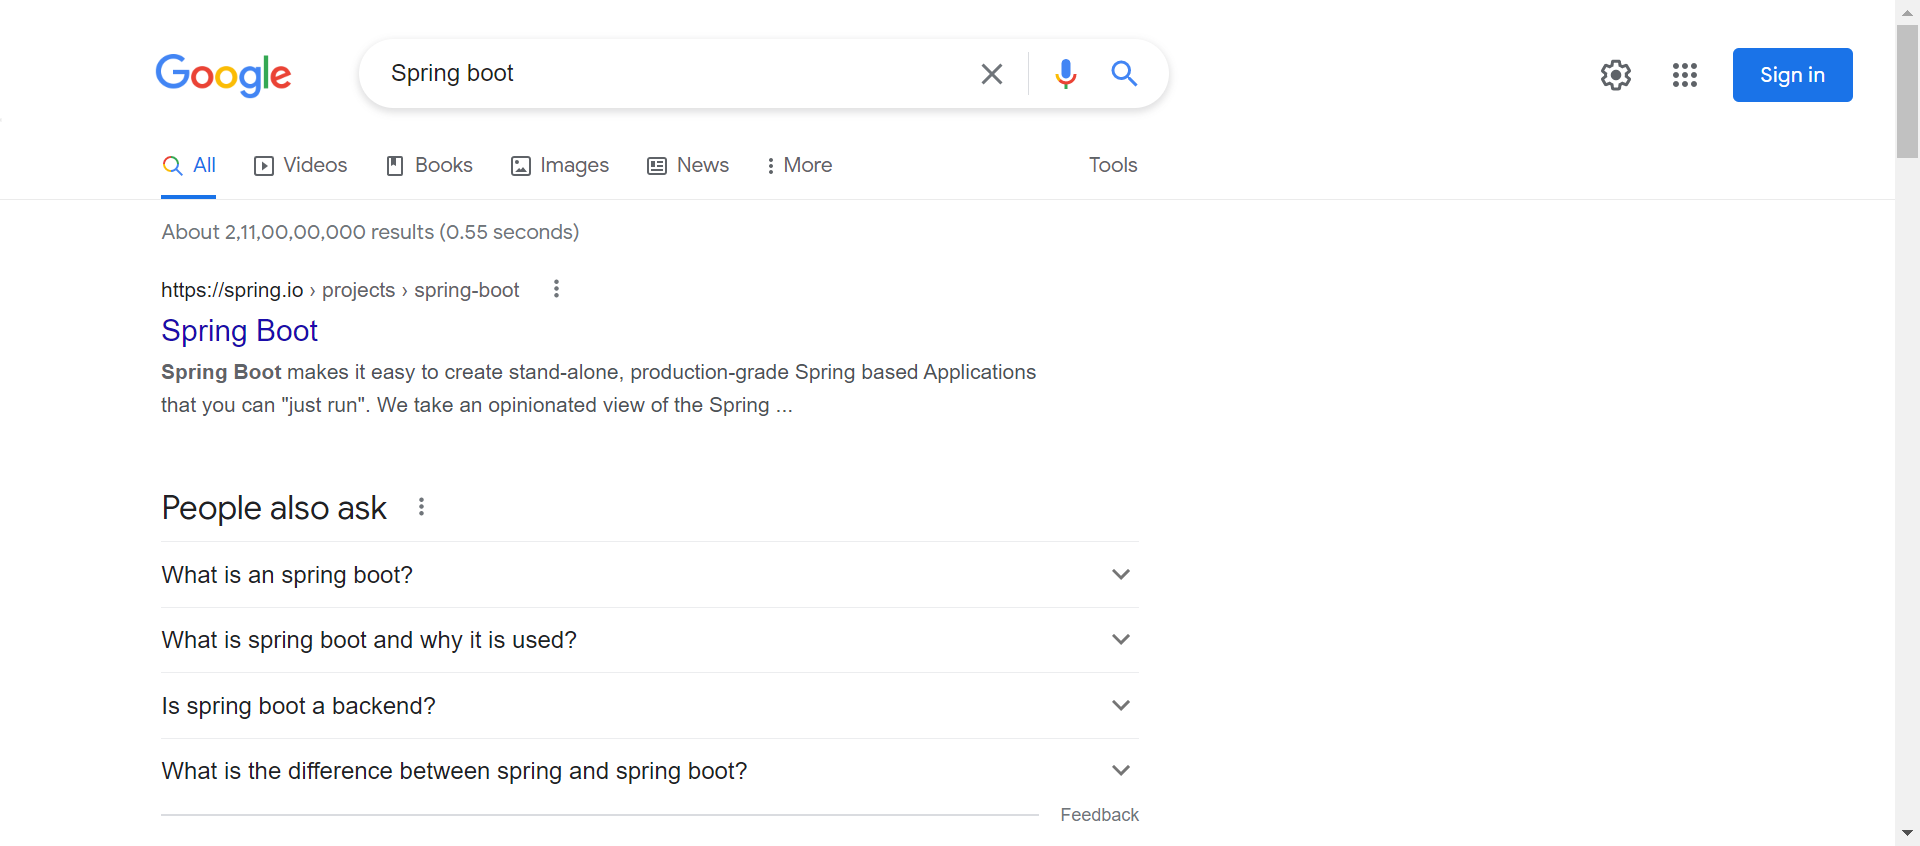 Google
Spring boot
Sign in
All
Videos
Books
Images
News
More
Tools
About 2,11,00,00,000 results (0.55 seconds)
https://spring.io › projects › spring-boot
Spring Boot
Spring Boot makes it easy to create stand-alone, production-grade Spring based Applications
that you can "just run". We take an opinionated view of the Spring ...
People also ask
What is an spring boot?
What is spring boot and why it is used?
Is spring boot a backend?
What is the difference between spring and spring boot?
Feedback